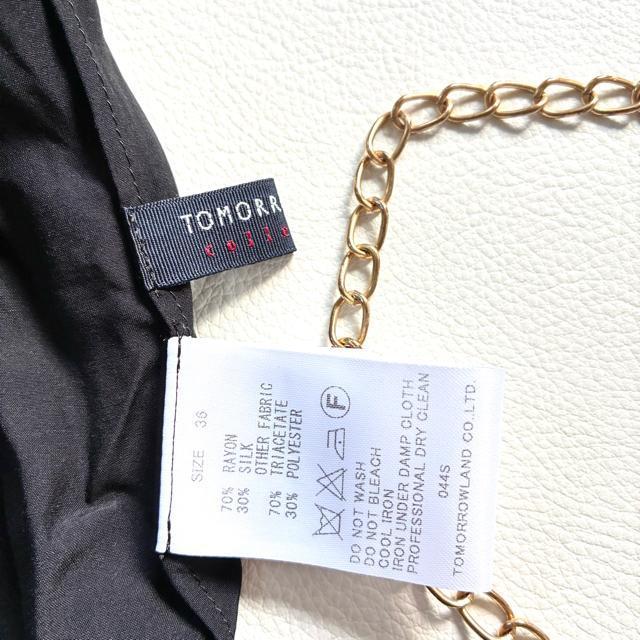 TOMORR
colle
SIZE 36
70% RAYON
30% SILK
OTHER FABRIC
70% TRIACETATE
30% POLYESTER
F
DO NOT WASH
DO NOT BLEACH
COOL IRON
IRON UNDER DAMP CLOTH
PROFESSIONAL DRY CLEAN
044S
TOMORROWLAND CO.,LTD.